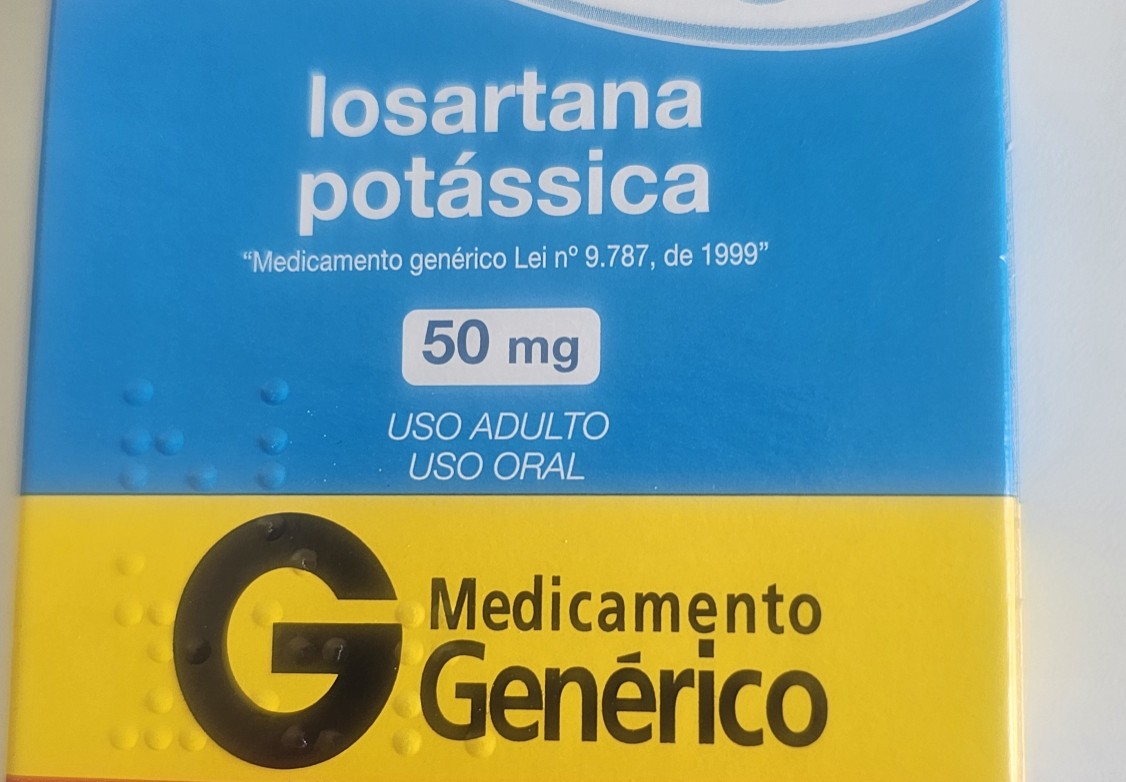 losartana
potássica
“Medicamento genérico Lei nº 9.787, de 1999”
50 mg
USO ADULTO
USO ORAL
G Medicamento
Genérico